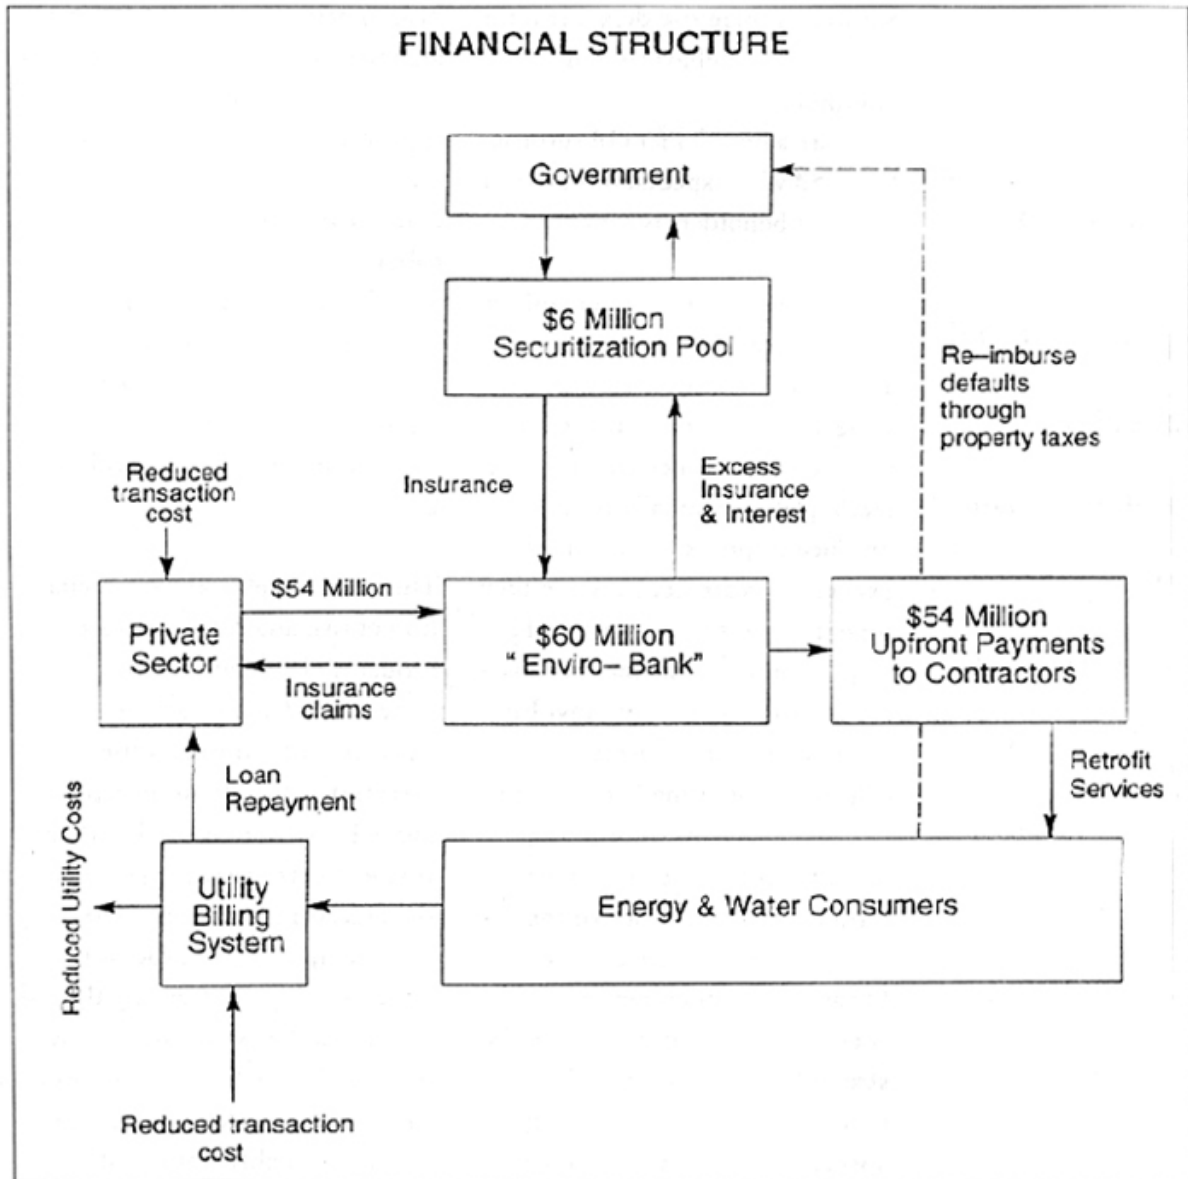 FINANCIAL STRUCTURE
Government
$6 Million
Securitization Pool
Re-imburse
defaults
through
property taxes
Insurance
Excess
Insurance
& Interest
Reduced
transaction
cost
$54 Million
Private
Sector
Insurance
claims
$60 Million
"Enviro-Bank"
$54 Million
Upfront Payments
to Contractors
Loan
Repayment
Retrofit
Services
Reduced Utility Costs
Utility
Billing
System
Energy & Water Consumers
Reduced transaction
cost